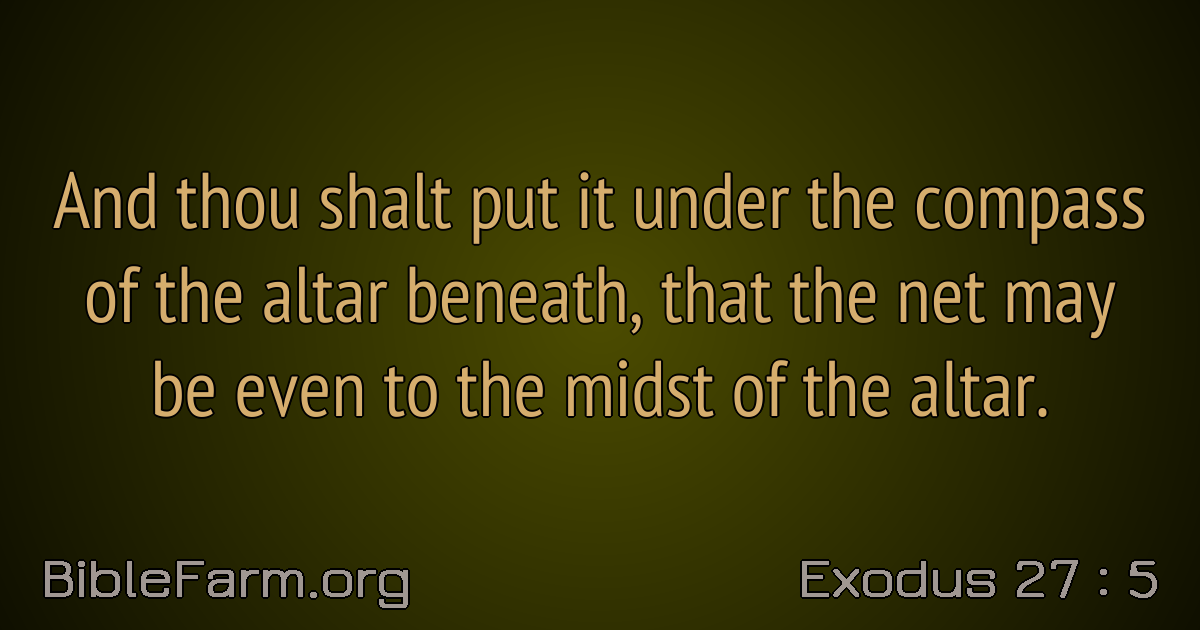 And thou shalt put it under the compass
of the altar beneath, that the net may
be even to the midst of the altar.
BibleFarm.org
Exodus 27 : 5